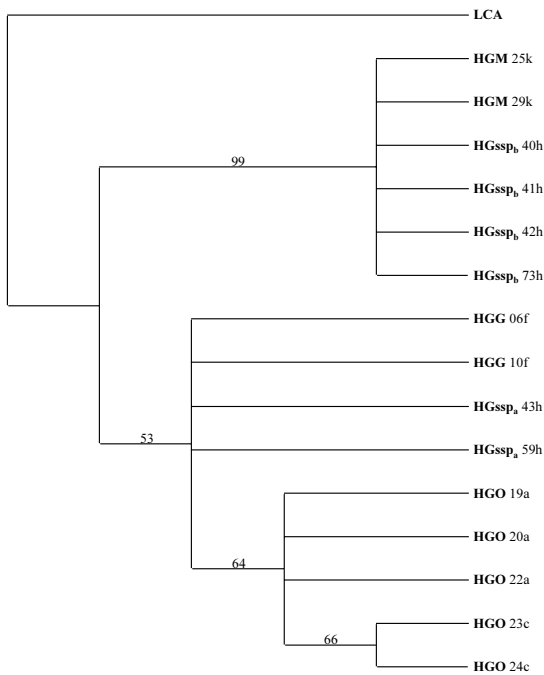 LCA
HGM 25k
HGM 29k
HGssp_b 40h
99
HGssp_b 41h
HGssp_b 42h
HGssp_b 73h
HGG 06f
HGG 10f
HGssp_a 43h
53
HGssp_a 59h
HGO 19a
HGO 20a
64
HGO 22a
HGO 23c
66
HGO 24c